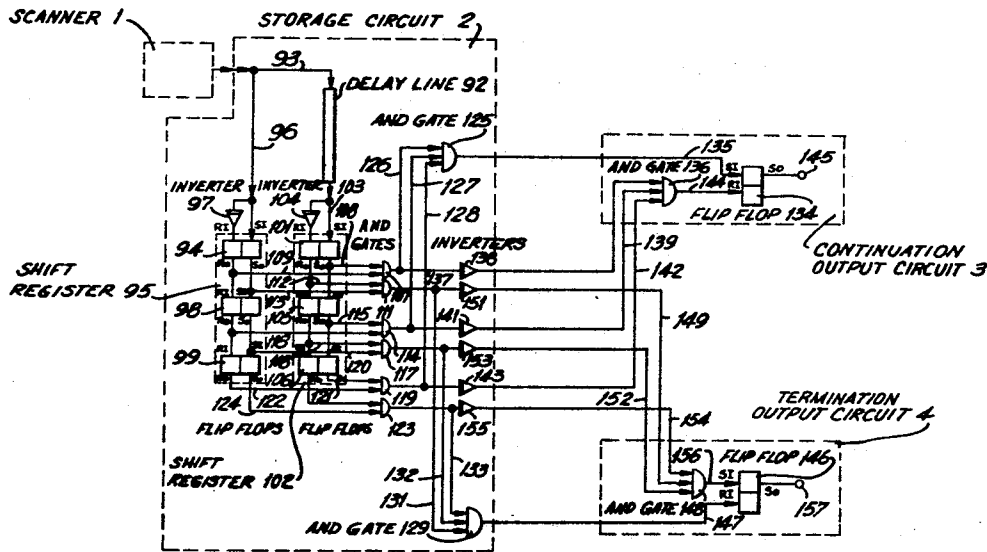 SCANNER 1
STORAGE CIRCUIT 2
93
DELAY LINE 92
AND GATE 125
96
126
127
128
135
AND GATE 136
144
SI
RI
So
145
FLIP FLOP 134
CONTINUATION
OUTPUT CIRCUIT 3
139
142
INVERTER
97
INVERTER
104
103
RI
SI
101
RI
SI
AND
GATES
INVERTERS
94
109
SHIFT
REGISTER 95
112
107
137
138
151
98
105
115
111
141
149
113
114
153
99
120
117
106
143
122
121
119
152
124
123
155
154
FLIP FLOPS
FLIP FLOPS
SHIFT
REGISTER 102
132
133
131
AND GATE 129
TERMINATION
OUTPUT CIRCUIT 4
156
SI
RI
FLIP FLOP 146
So
157
AND GATE 148
147